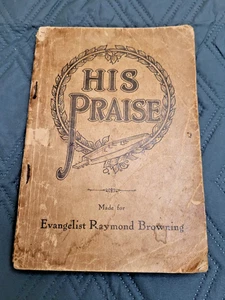 HIS
PRAISE
Made for
Evangelist Raymond Browning